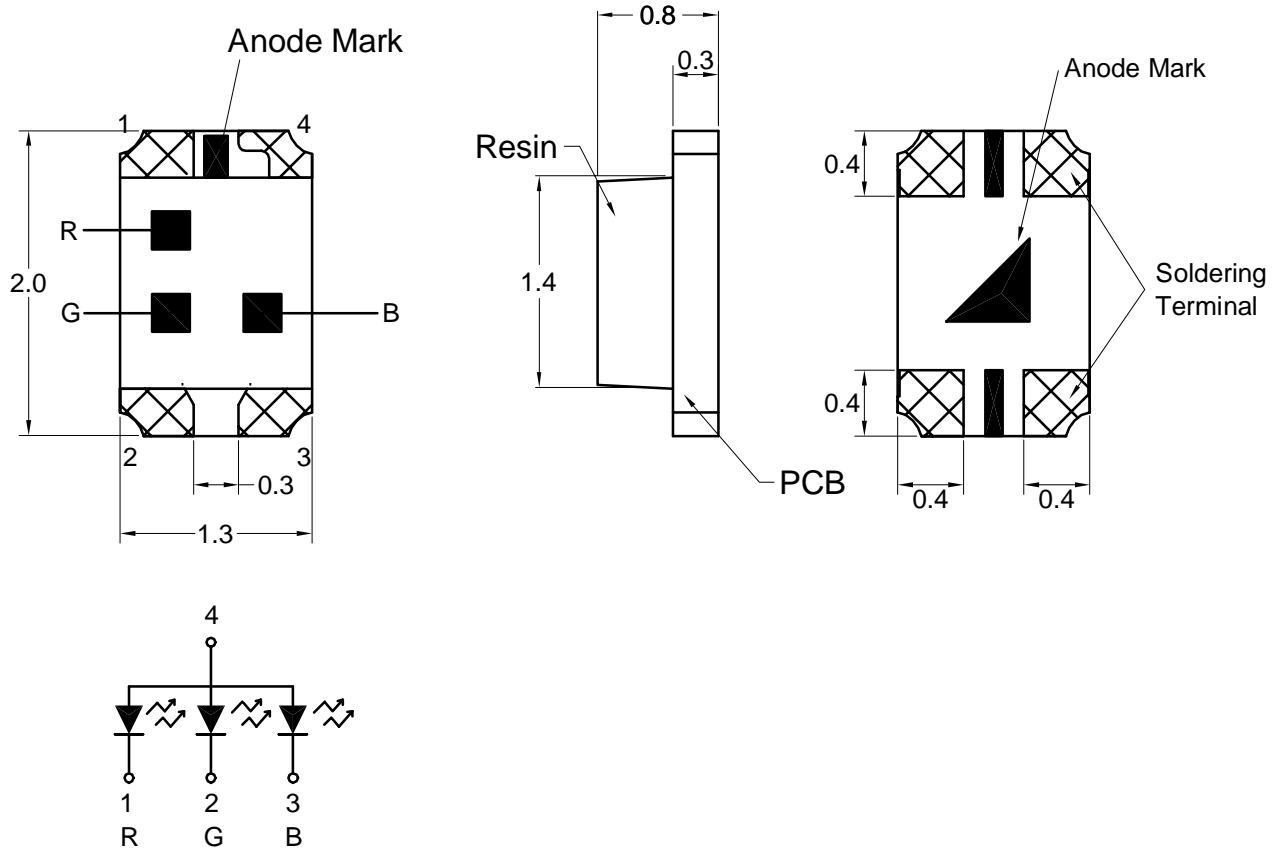 Anode Mark
1
4
R
2.0
G
B
2
3
0.3
1.3
0.8
0.3
Resin
1.4
PCB
Anode Mark
0.4
Soldering
Terminal
0.4
0.4
0.4
4
1
2
3
R
G
B